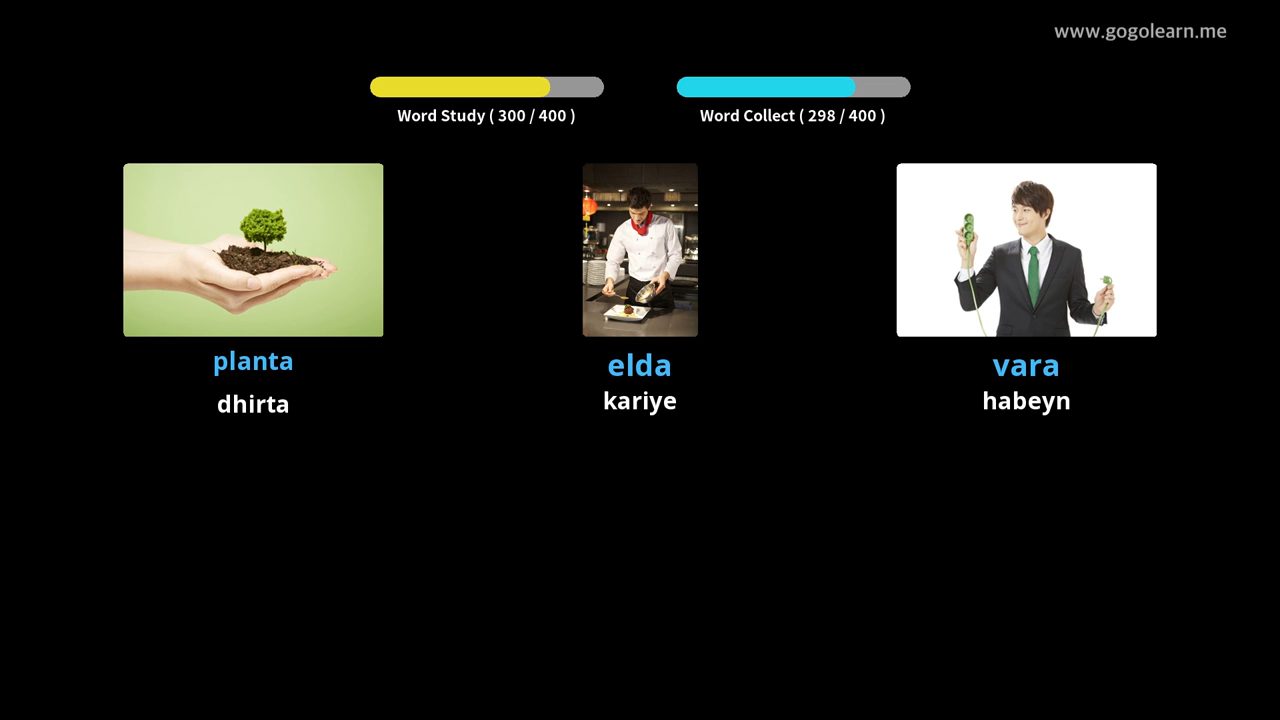 www.gogolearn.me
Word Study ( 300 / 400 )
Word Collect ( 298 / 400 )
planta
dhirta
elda
kariye
vara
habeyn